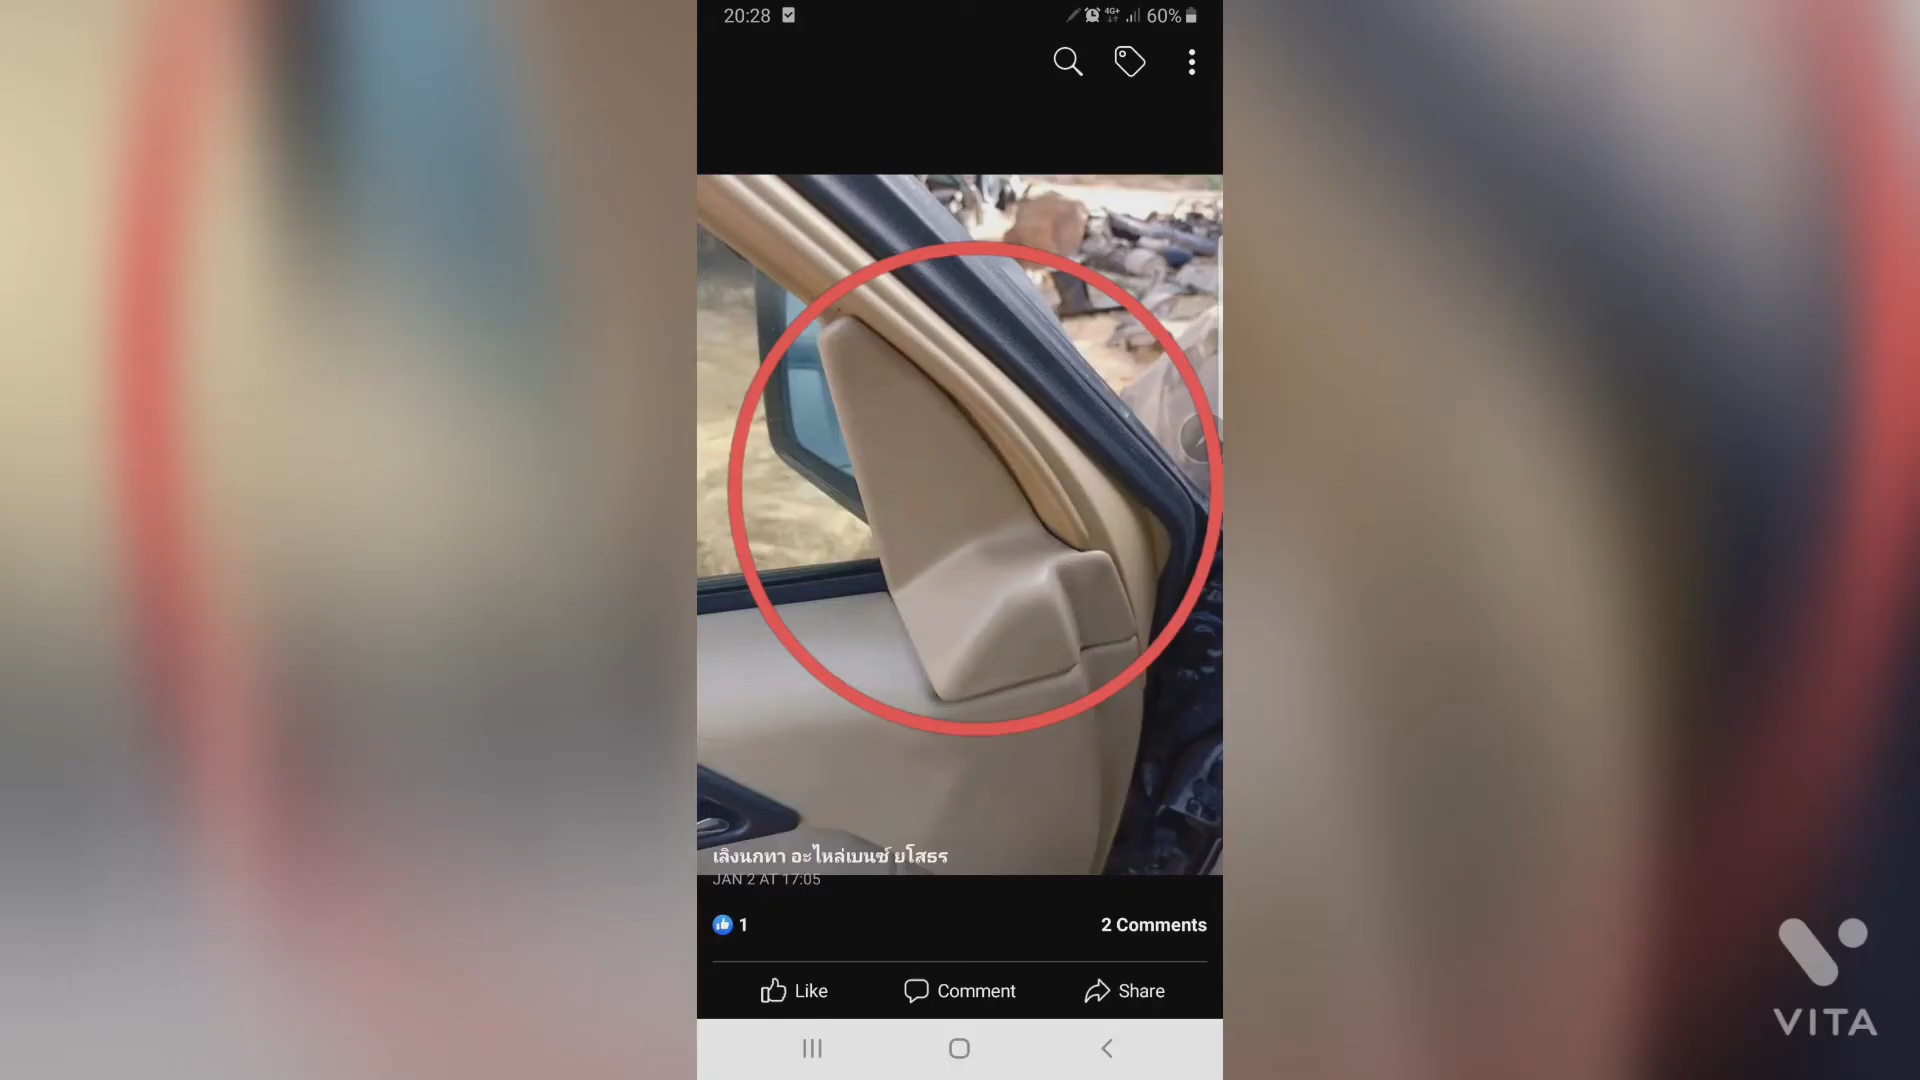 20:28 4G+ 60%
เลิงนกทา อะไหล่เบนซ์ ยโสธร
JAN 2 AT 17:05
1 2 Comments
Like Comment Share
VITA